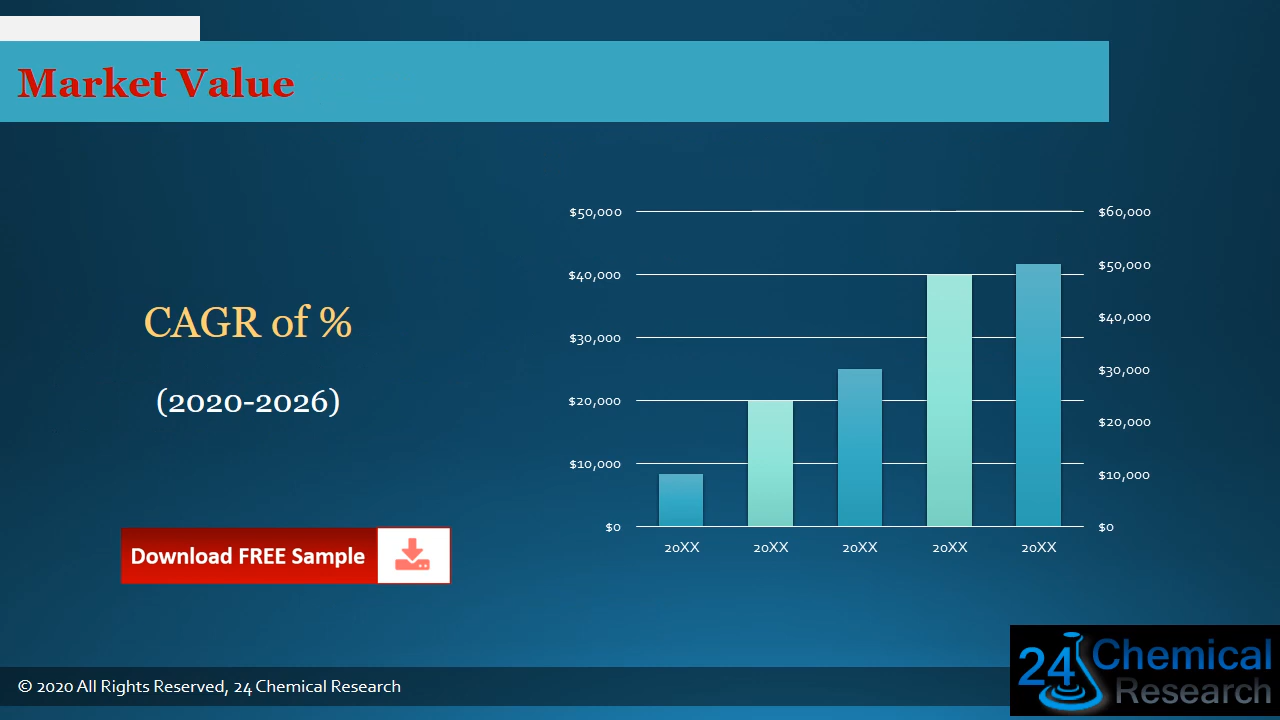 Market Value
CAGR of %
(2020-2026)
Download FREE Sample
$50,000
$40,000
$30,000
$20,000
$10,000
$0
$60,000
$50,000
$40,000
$30,000
$20,000
$10,000
$0
20XX 20XX 20XX 20XX 20XX
© 2020 All Rights Reserved, 24 Chemical Research
24 Chemical
Research